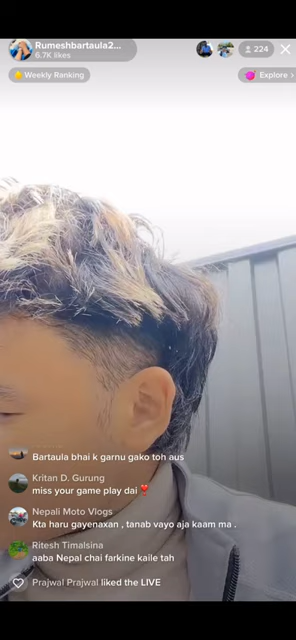 Rumeshbartaula2...
6.7K likes
224
Weekly Ranking
Explore >
Bartaula bhai k garnu gako toh aus
Kritan D. Gurung
miss your game play dai ❣️
Nepali Moto Vlogs
Kta haru gayenaxan , tanab vayo aja kaam ma .
Ritesh Timalsina
aaba Nepal chai farkine kaile tah
Prajwal Prajwal liked the LIVE